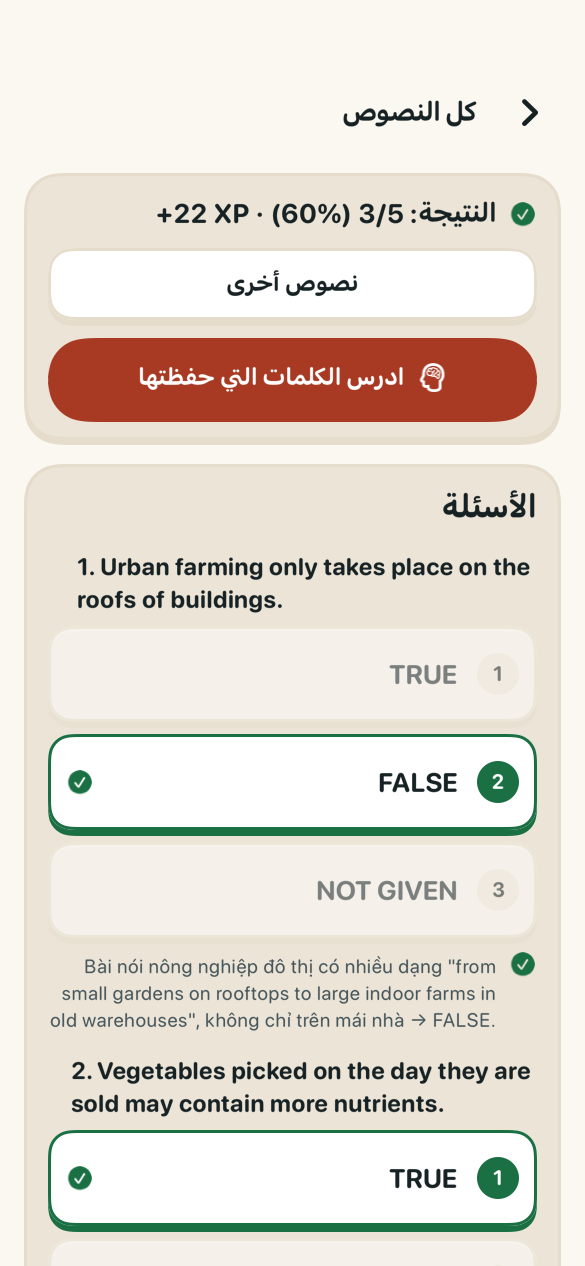 كل النصوص
النتيجة: 3/5 (60%) · +22 XP
نصوص أخرى
ادرس الكلمات التي حفظتها
الأسئلة
1. Urban farming only takes place on the
roofs of buildings.
1 TRUE
2 FALSE
3 NOT GIVEN
Bài nói nông nghiệp đô thị có nhiều dạng "from
small gardens on rooftops to large indoor farms in
old warehouses", không chỉ trên mái nhà → FALSE.
2. Vegetables picked on the day they are
sold may contain more nutrients.
1 TRUE